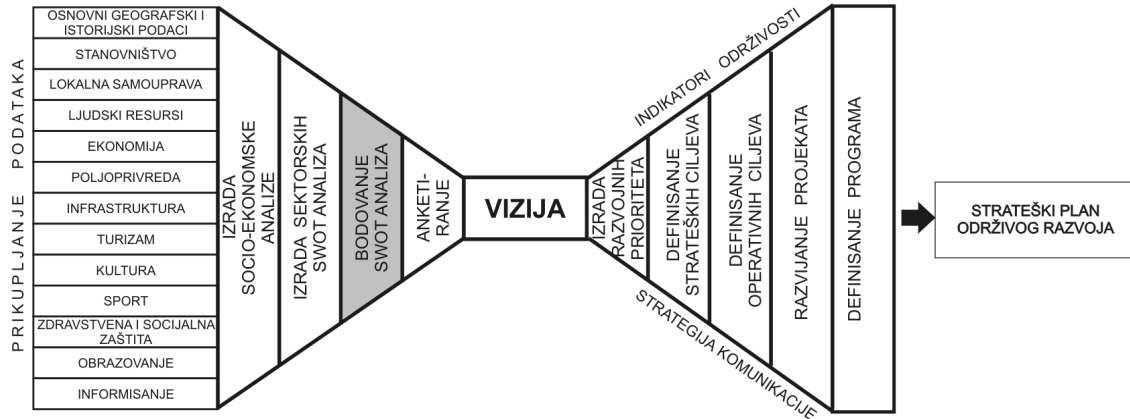 PRIKUPLJANJE PODATAKA
OSNOVNI GEOGRAFSKI I
ISTORIJSKI PODACI
STANOVNIŠTVO
LOKALNA SAMOUPRAVA
LJUDSKI RESURSI
EKONOMIJA
POLJOPRIVREDA
INFRASTRUKTURA
TURIZAM
KULTURA
SPORT
ZDRAVSTVENA I SOCIJALNA
ZAŠTITA
OBRAZOVANJE
INFORMISANJE
IZRADA
SOCIO-EKONOMSKE
ANALIZE
IZRADA SEKTORSKIH
SWOT ANALIZA
BODOVANJE
SWOT ANALIZA
ANKETI-
RANJE
VIZIJA
IZRADA
RAZVOJNIH
PRIORITETA
DEFINISANJE
STRATEŠKIH CILJEVA
DEFINISANJE
OPERATIVNIH CILJEVA
RAZVIJANJE PROJEKATA
DEFINISANJE PROGRAMA
INDIKATORI ODRŽIVOSTI
STRATEGIJA KOMUNIKACIJE
STRATEŠKI PLAN
ODRŽIVOG RAZVOJA